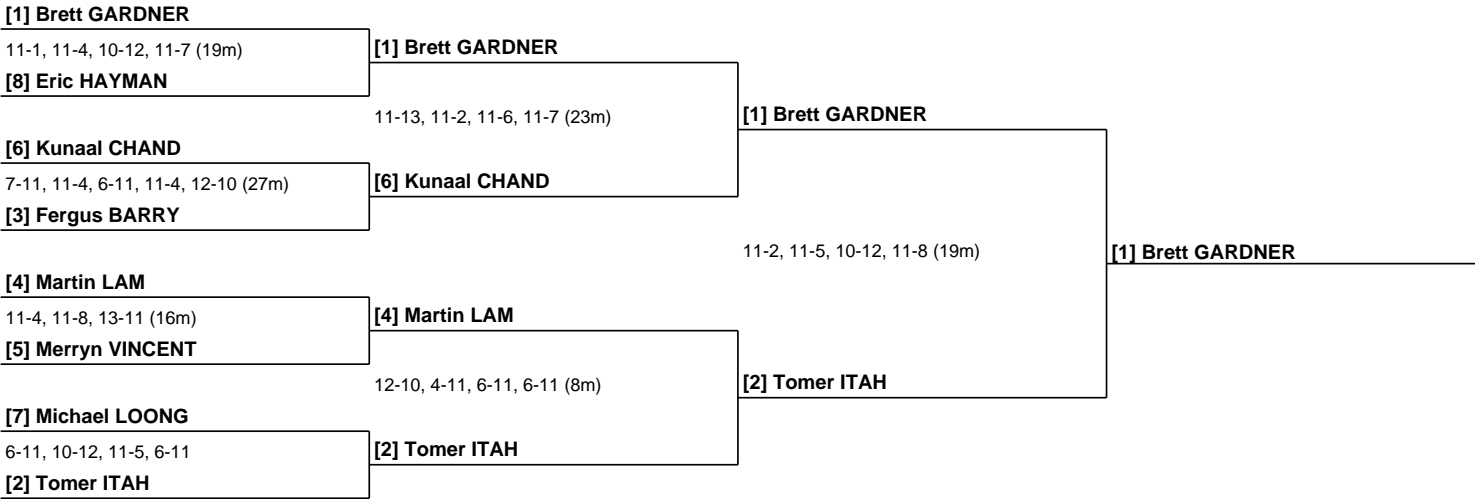 [1] Brett GARDNER
11-1, 11-4, 10-12, 11-7 (19m)
[8] Eric HAYMAN
[6] Kunaal CHAND
7-11, 11-4, 6-11, 11-4, 12-10 (27m)
[3] Fergus BARRY
[4] Martin LAM
11-4, 11-8, 13-11 (16m)
[5] Merryn VINCENT
[7] Michael LOONG
6-11, 10-12, 11-5, 6-11
[2] Tomer ITAH
[1] Brett GARDNER
11-13, 11-2, 11-6, 11-7 (23m)
[6] Kunaal CHAND
[4] Martin LAM
12-10, 4-11, 6-11, 6-11 (8m)
[2] Tomer ITAH
[1] Brett GARDNER
11-2, 11-5, 10-12, 11-8 (19m)
[2] Tomer ITAH
[1] Brett GARDNER